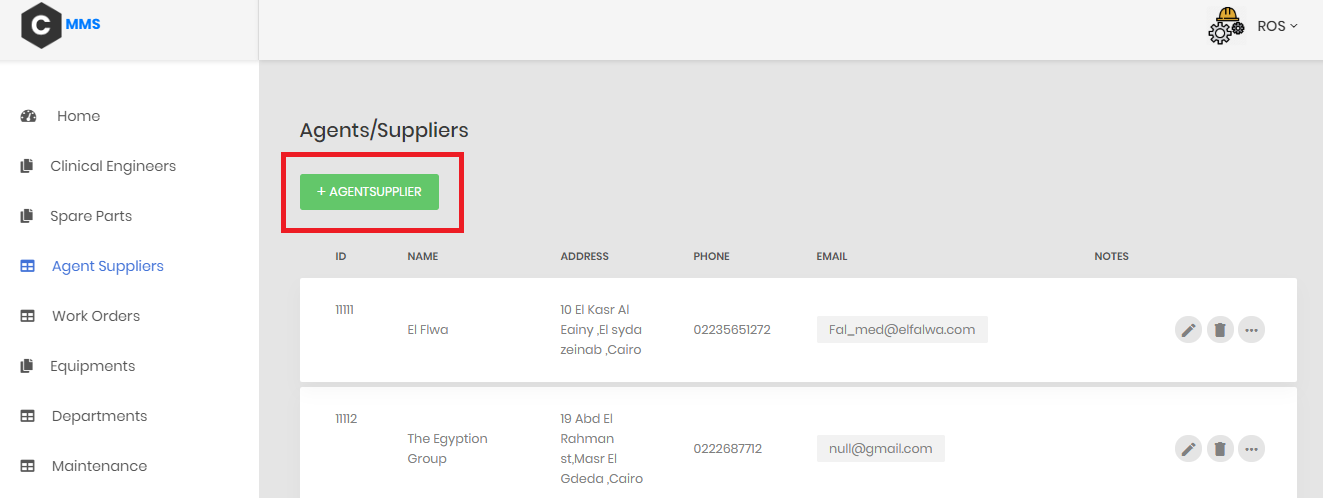 C MMS
ROS
Home
Clinical Engineers
Spare Parts
Agent Suppliers
Work Orders
Equipments
Departments
Maintenance
Agents/Suppliers
+ AGENTSUPPLIER
ID NAME ADDRESS PHONE EMAIL NOTES
11111
El Flwa
10 El Kasr Al
Eainy ,El syda
zeinab ,Cairo
02235651272
Fal_med@elfalwa.com
11112
The Egyption
Group
19 Abd El
Rahman
st,Masr El
Gdeda ,Cairo
0222687712
null@gmail.com